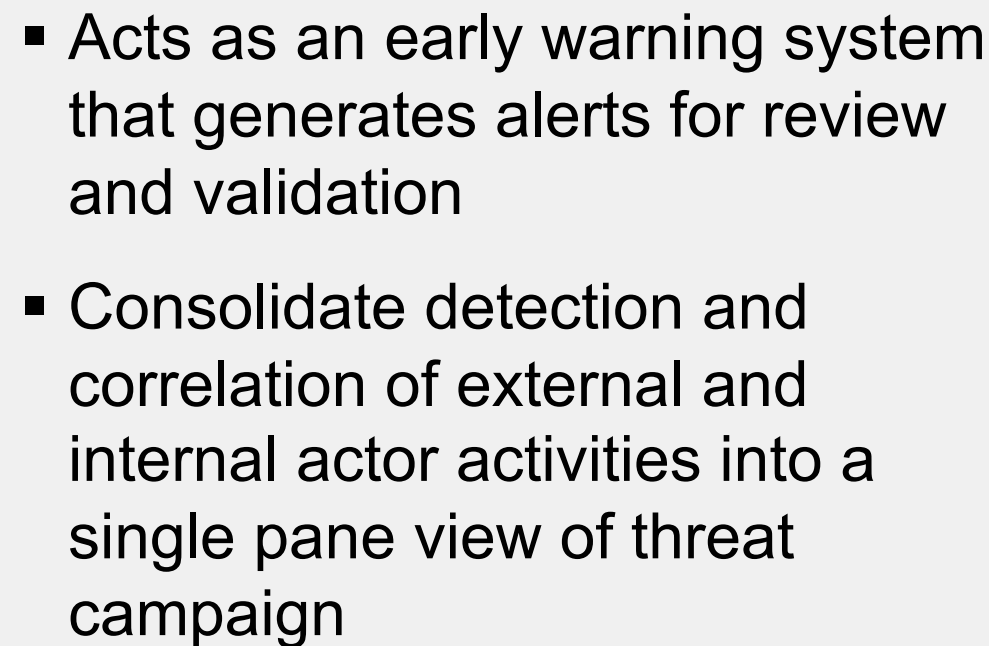 ▪ Acts as an early warning system
that generates alerts for review
and validation
▪ Consolidate detection and
correlation of external and
internal actor activities into a
single pane view of threat
campaign